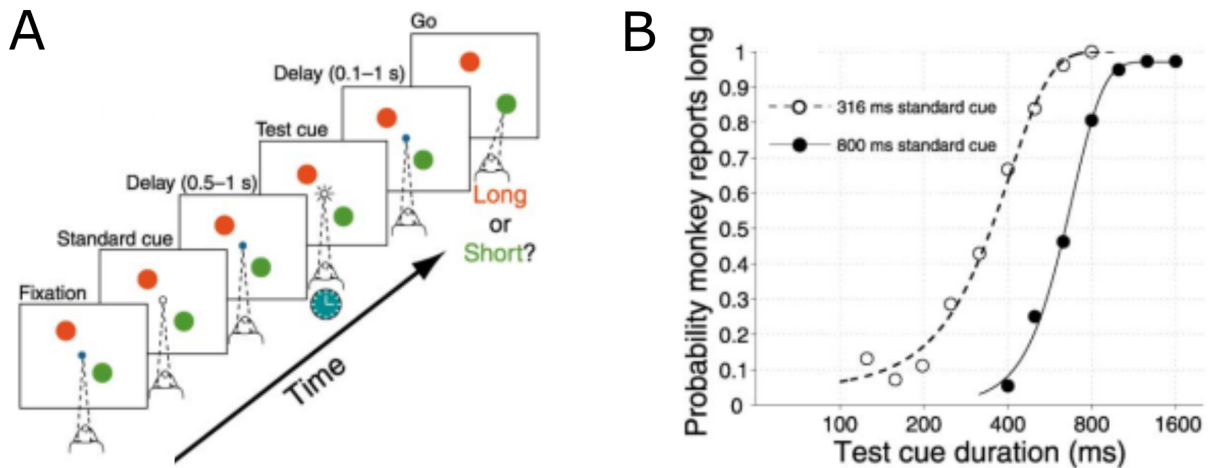 A
Go
Delay (0.1–1 s)
Test cue
Delay (0.5–1 s)
Standard cue
Fixation
Long
or
Short?
Time
B
Probability monkey reports long
1
0.9
0.8
0.7
0.6
0.5
0.4
0.3
0.2
0.1
0
316 ms standard cue
800 ms standard cue
100 200 400 800 1600
Test cue duration (ms)